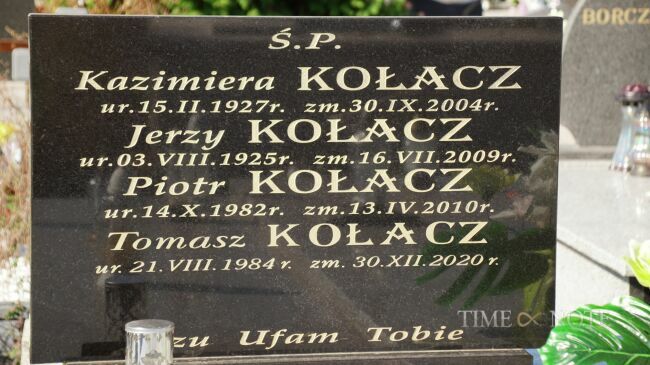 Ś.P.
Kazimiera KOŁACZ
ur.15.II.1927r. zm.30.IX.2004r.
Jerzy KOŁACZ
ur.03.VIII.1925r. zm.16.VII.2009r.
Piotr KOŁACZ
ur.14.X.1982r. zm.13.IV.2010r.
Tomasz KOŁACZ
ur. 21.VIII.1984r. zm. 30.XII.2020r.
Ufam Tobie
BORCZ
TIME NOTE